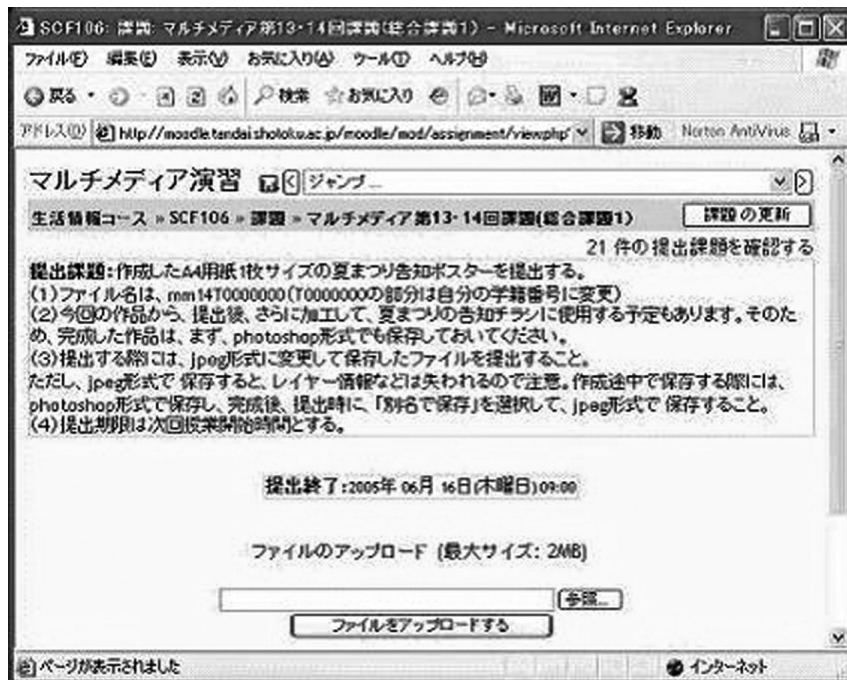 SCF106: 課題: マルチメディア第13・14回課題(総合課題1) - Microsoft Internet Explorer
ファイル(F) 編集(E) 表示(V) お気に入り(A) ツール(T) ヘルプ(H)
戻る 検索 お気に入り
アドレス(D) 移動 Norton AntiVirus
マルチメディア演習 ジャンプ...
生活情報コース » SCF106 » 課題 » マルチメディア第13・14回課題(総合課題1) 課題の更新
21 件の提出課題を確認する
提出課題:作成したA4用紙1枚サイズの夏まつり告知ポスターを提出する。
(1)ファイル名は、mm14T0000000(T0000000の部分は自分の学籍番号に変更)
(2)今回の作品から、提出後、さらに加工して、夏まつりの告知チラシに使用する予定もあります。そのた
め、完成した作品は、まず、photoshop形式でも保存しておいてください。
(3)提出する際には、jpeg形式に変更して保存したファイルを提出すること。
ただし、jpeg形式で 保存すると、レイヤー情報などは失われるので注意。作成途中で保存する際には、
photoshop形式で保存し、完成後、提出時に、「別名で保存」を選択して、jpeg形式で 保存すること。
(4)提出期限は次回授業開始時間とする。
提出終了:2005年 06月 16日(木曜日)09:00
ファイルのアップロード (最大サイズ: 2MB)
参照...
ファイルをアップロードする
ページが表示されました インターネット